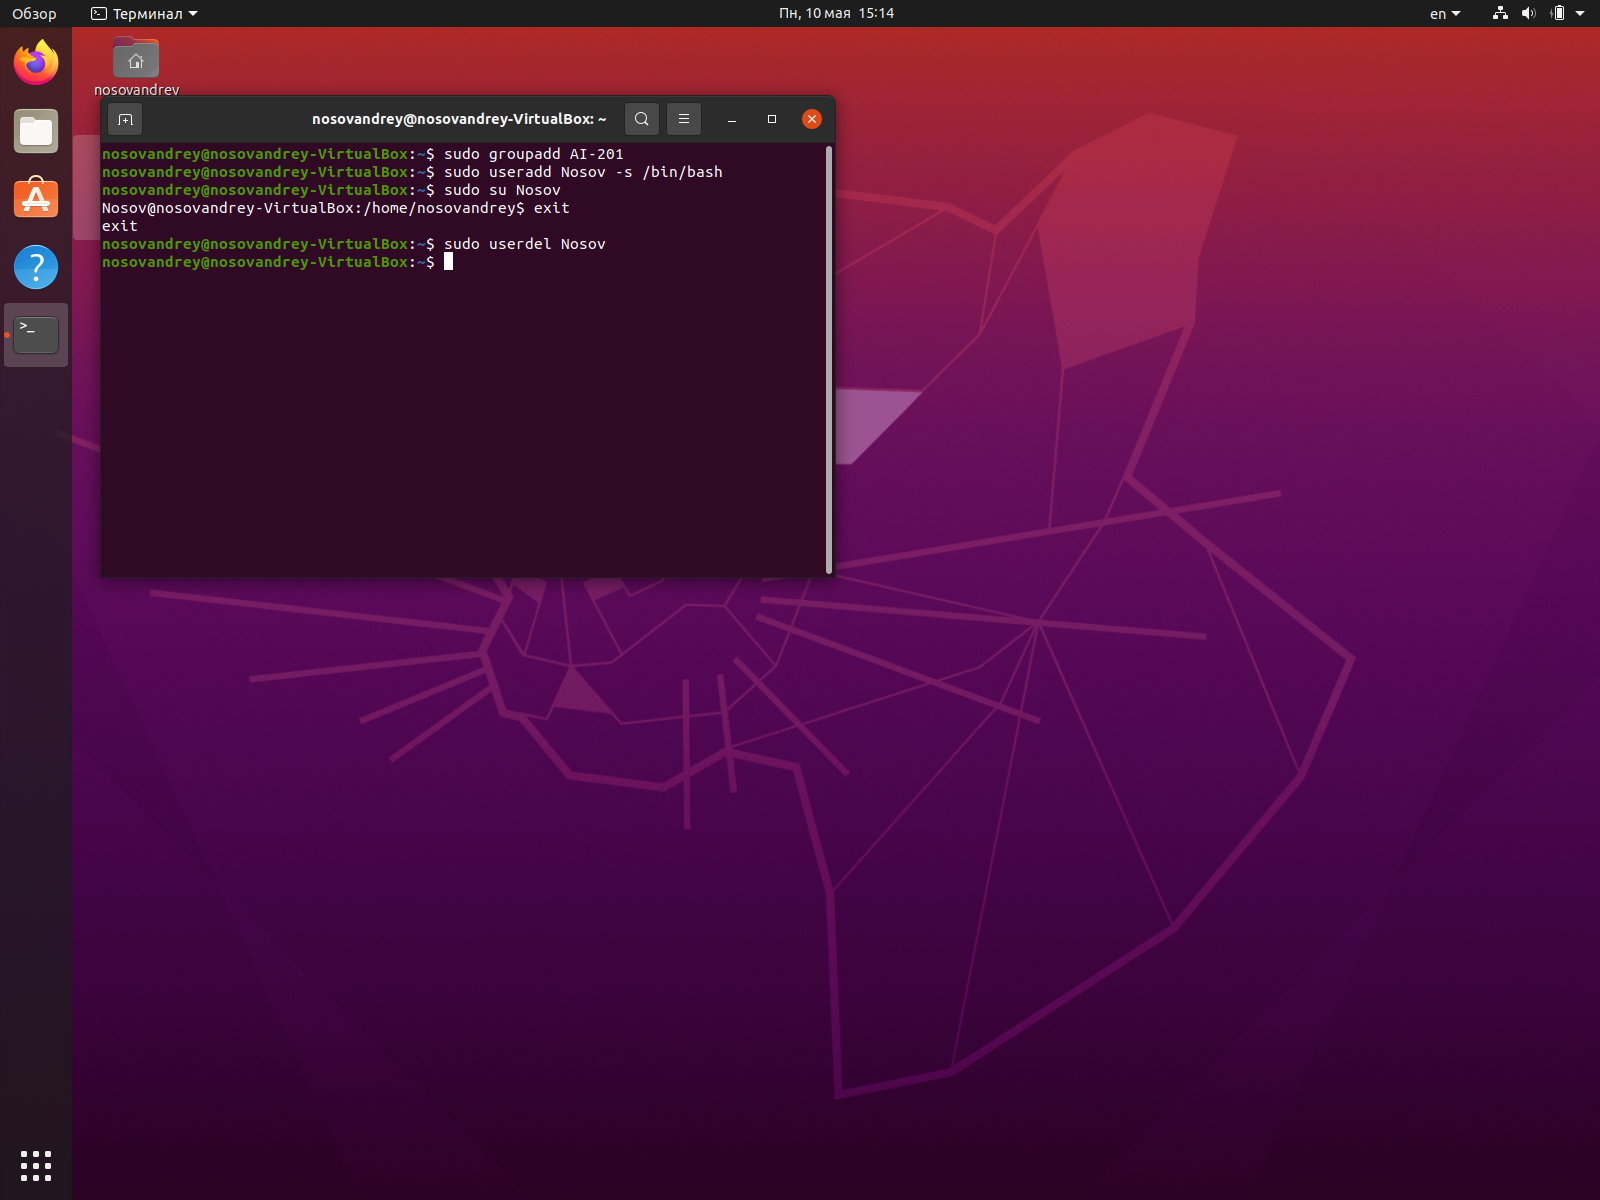 Обзор
Терминал
Пн, 10 мая 15:14
en
nosovandrey
nosovandrey@nosovandrey-VirtualBox: ~
nosovandrey@nosovandrey-VirtualBox:~$ sudo groupadd AI-201
nosovandrey@nosovandrey-VirtualBox:~$ sudo useradd Nosov -s /bin/bash
nosovandrey@nosovandrey-VirtualBox:~$ sudo su Nosov
Nosov@nosovandrey-VirtualBox:/home/nosovandrey$ exit
exit
nosovandrey@nosovandrey-VirtualBox:~$ sudo userdel Nosov
nosovandrey@nosovandrey-VirtualBox:~$